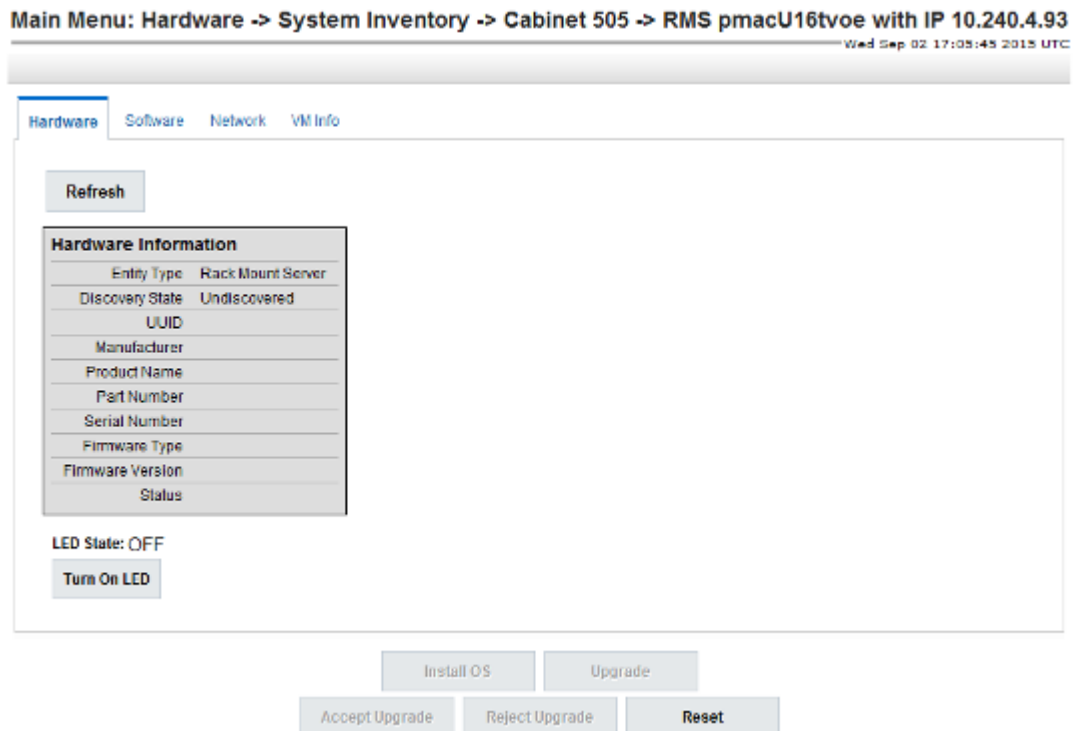 Main Menu: Hardware -> System Inventory -> Cabinet 505 -> RMS pmacU16tvoe with IP 10.240.4.93
Wed Sep 02 17:05:45 2015 UTC
Hardware Software Network VM Info
Refresh
Hardware Information
Entity Type Rack Mount Server
Discovery State Undiscovered
UUID
Manufacturer
Product Name
Part Number
Serial Number
Firmware Type
Firmware Version
Status
LED State: OFF
Turn On LED
Install OS Upgrade
Accept Upgrade Reject Upgrade Reset